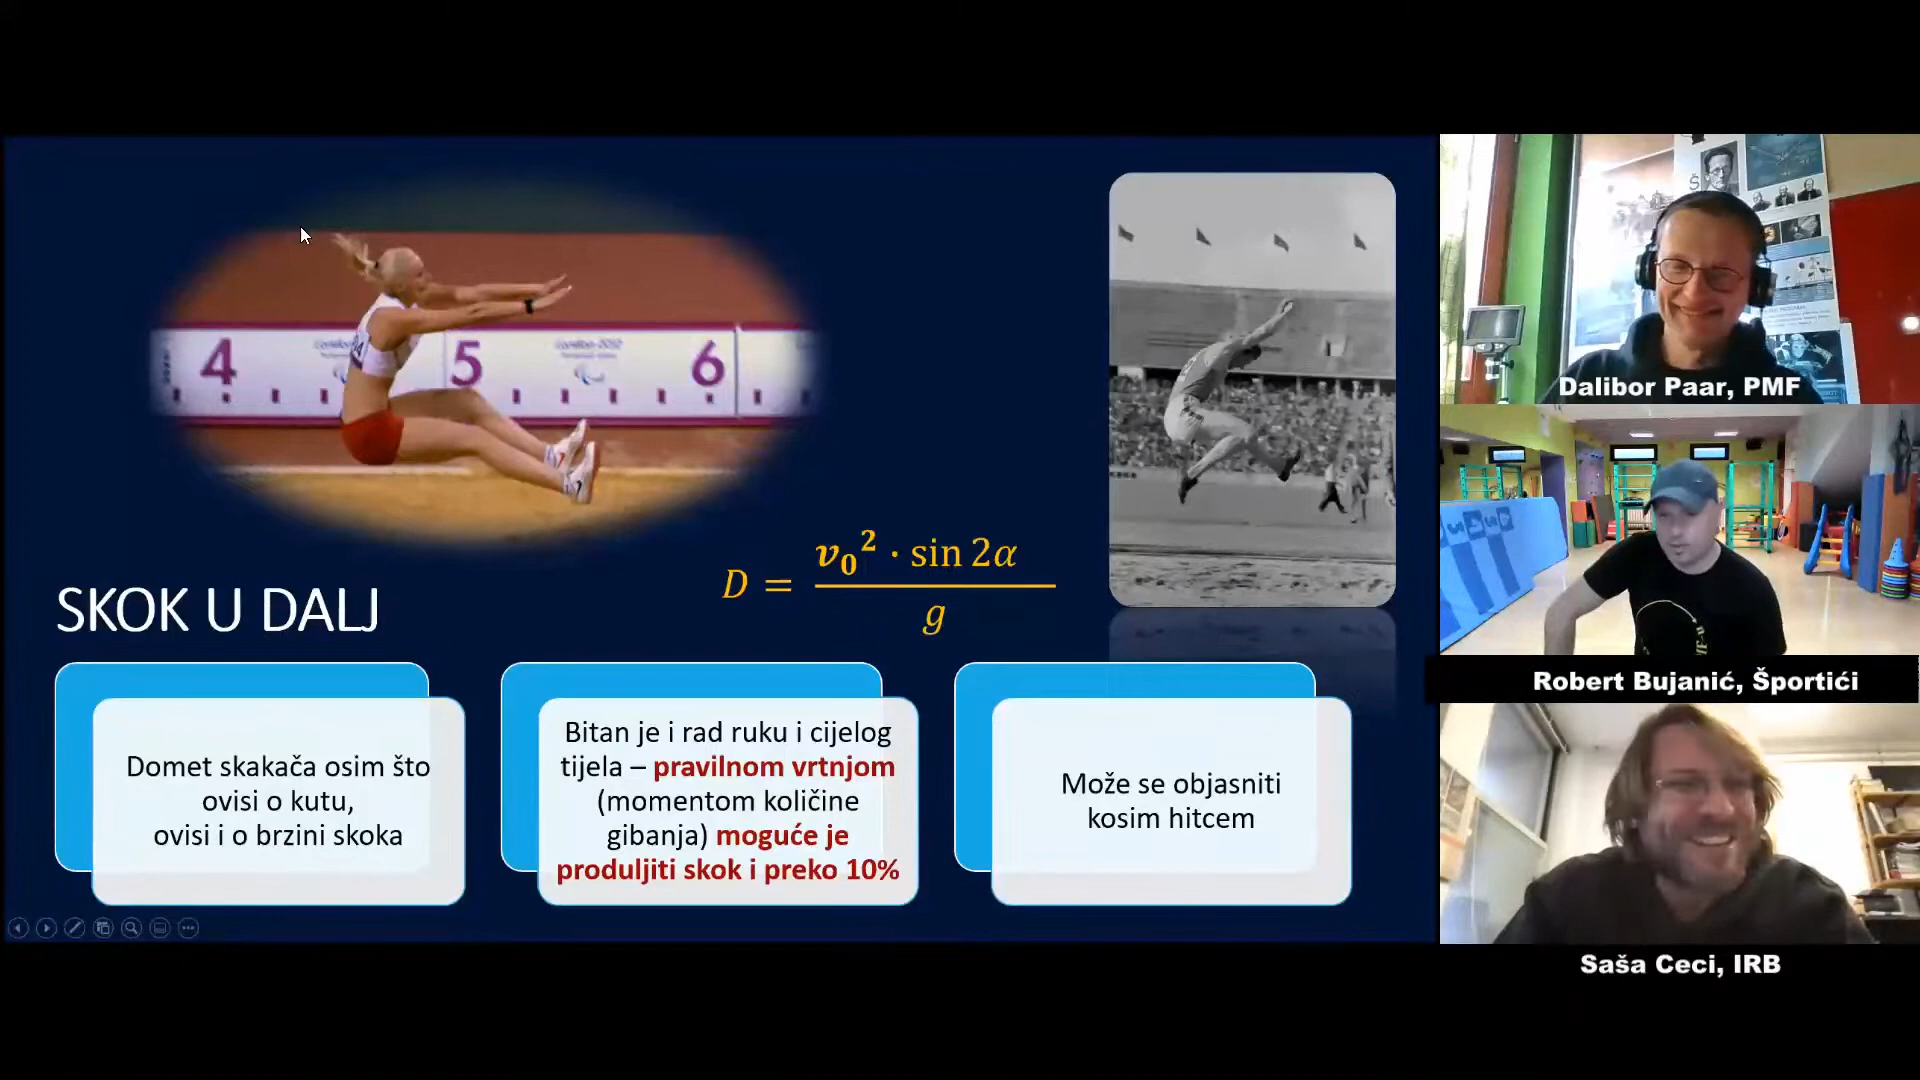 4
5
6
D = v₀² · sin 2α / g
SKOK U DALJ
Domet skakača osim što
ovisi o kutu,
ovisi i o brzini skoka
Bitan je i rad ruku i cijelog
tijela – pravilnom vrtnjom
(momentom količine
gibanja) moguće je
produljiti skok i preko 10%
Može se objasniti
kosim hitcem
Dalibor Paar, PMF
Robert Bujanić, Športići
Saša Ceci, IRB